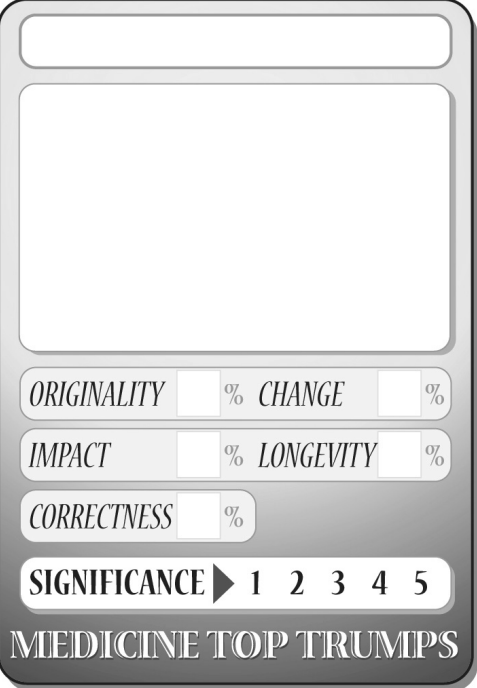 ORIGINALITY % CHANGE %
IMPACT % LONGEVITY %
CORRECTNESS %
SIGNIFICANCE 1 2 3 4 5
MEDICINE TOP TRUMPS